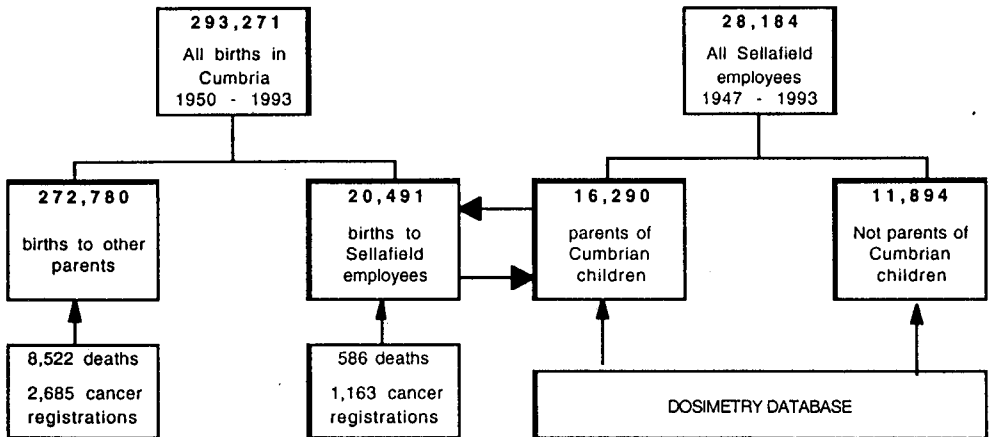 293,271
All births in
Cumbria
1950 - 1993
28,184
All Sellafield
employees
1947 - 1993
272,780
births to other
parents
20,491
births to
Sellafield
employees
16,290
parents of
Cumbrian
children
11,894
Not parents of
Cumbrian
children
8,522 deaths
2,685 cancer
registrations
586 deaths
1,163 cancer
registrations
DOSIMETRY DATABASE